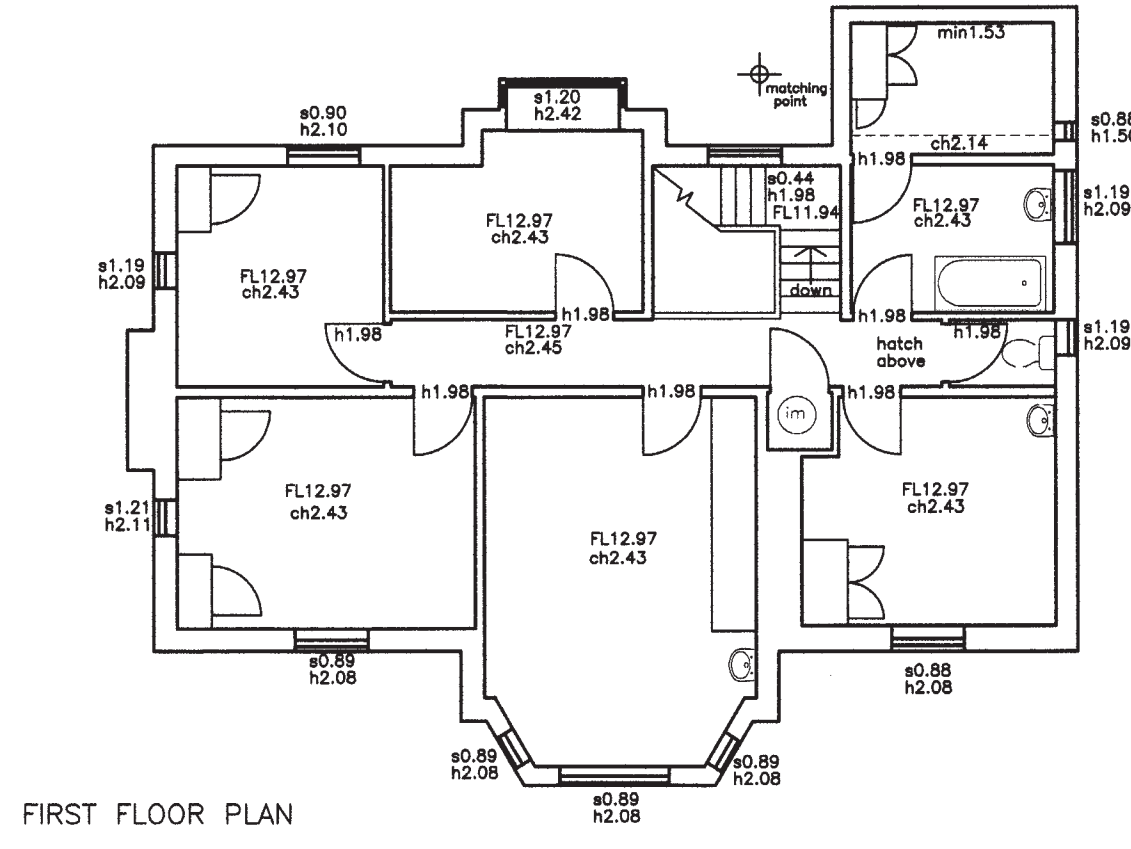 min1.53
matching
point
s1.20
h2.42
s0.90
h2.10
s0.88
h1.50
ch2.14
h1.98
s0.44
h1.98
FL11.94
s1.19
h2.09
FL12.97
ch2.43
FL12.97
ch2.43
s1.19
h2.09
FL12.97
ch2.43
down
h1.98
h1.98
h1.98
FL12.97
ch2.45
h1.98
hatch
above
s1.19
h2.09
h1.98
h1.98
h1.98
im
FL12.97
ch2.43
FL12.97
ch2.43
s1.21
h2.11
FL12.97
ch2.43
s0.89
h2.08
s0.88
h2.08
s0.89
h2.08
s0.89
h2.08
s0.89
h2.08
FIRST FLOOR PLAN